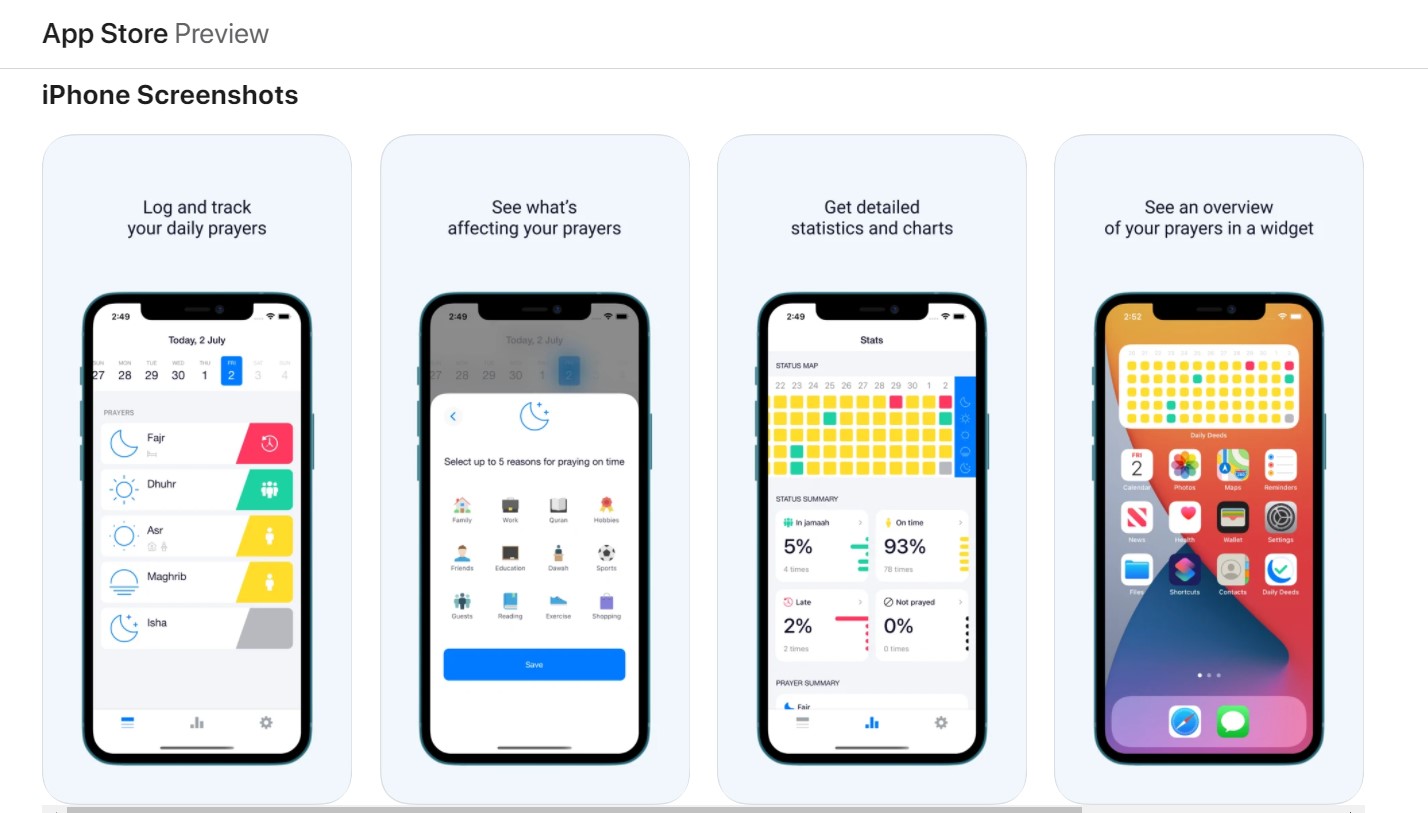 App Store Preview
iPhone Screenshots
Log and track
your daily prayers
2:49
Today, 2 July
SUN MON TUE WED THU FRI SAT SUN
27 28 29 30 1 2 3 4
PRAYERS
Fajr
Dhuhr
Asr
Maghrib
Isha
See what's
affecting your prayers
2:49
Today, 2 July
27 28 29 30 1 2
Select up to 5 reasons for praying on time
Family Work Quran Hobbies
Friends Education Dawah Sports
Guests Reading Exercise Shopping
Save
Get detailed
statistics and charts
2:49
Stats
STATUS MAP
22 23 24 25 26 27 28 29 30 1 2
STATUS SUMMARY
In jamaah On time
5% 93%
4 times 78 times
Late Not prayed
2% 0%
2 times 0 times
PRAYER SUMMARY
Fajr
See an overview
of your prayers in a widget
2:52
Daily Deeds
FRI
2
Calendar Photos Maps Reminders
News Health Wallet Settings
Files Shortcuts Contacts Daily Deeds